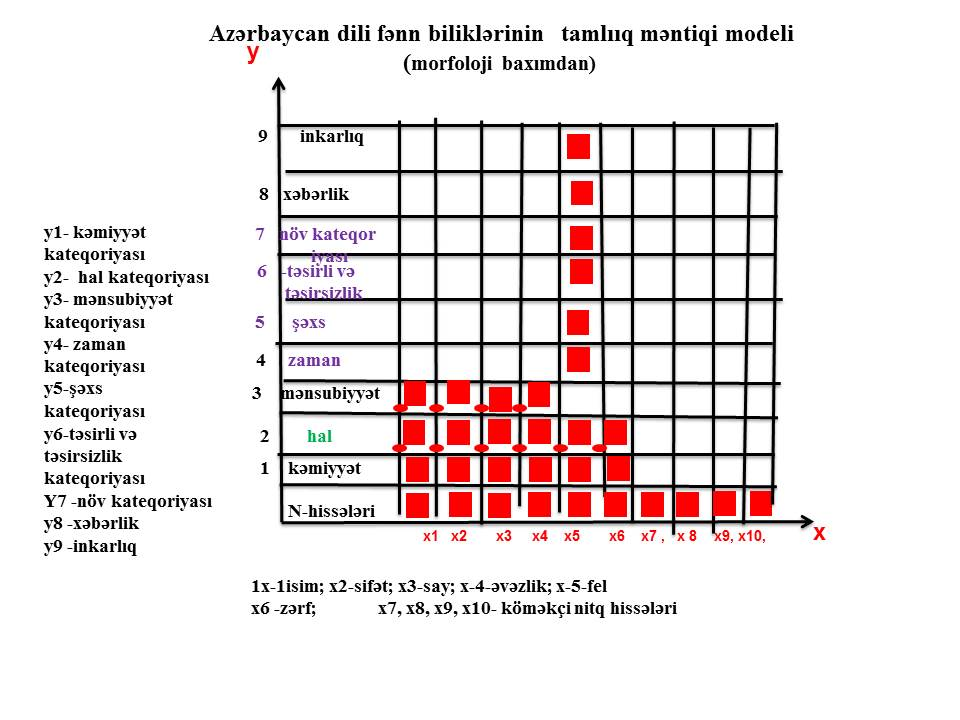 Azərbaycan dili fənn biliklərinin tamlııq məntiqi modeli
(morfoloji baxımdan)
y
9 inkarlıq
8 xəbərlik
7 növ kateqor
iyası
6 -təsirli və
təsirsizlik
5 şəxs
4 zaman
3 mənsubiyyət
2 hal
1 kəmiyyət
N-hissələri
x1 x2 x3 x4 x5 x6 x7 , x 8 x9, x10,
x
y1- kəmiyyət
kateqoriyası
y2- hal kateqoriyası
y3- mənsubiyyət
kateqoriyası
y4- zaman
kateqoriyası
y5-şəxs
kateqoriyası
y6-təsirli və
təsirsizlik
kateqoriyası
Y7 -növ kateqoriyası
y8 -xəbərlik
y9 -inkarlıq
1x-1isim; x2-sifət; x3-say; x-4-əvəzlik; x-5-fel
x6 -zərf; x7, x8, x9, x10- köməkçi nitq hissələri